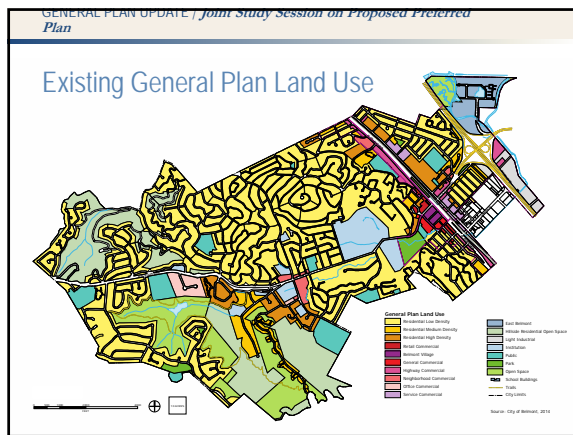 GENERAL PLAN UPDATE / Joint Study Session on Proposed Preferred
Plan
Existing General Plan Land Use
General Plan Land Use
Residential Low Density
Residential Medium Density
Residential High Density
Retail Commercial
Belmont Village
General Commercial
Highway Commercial
Neighborhood Commercial
Office Commercial
Service Commercial
East Belmont
Hillside Residential Open Space
Light Industrial
Institution
Public
Park
Open Space
School Buildings
Trails
City Limits
Source: City of Belmont, 2014